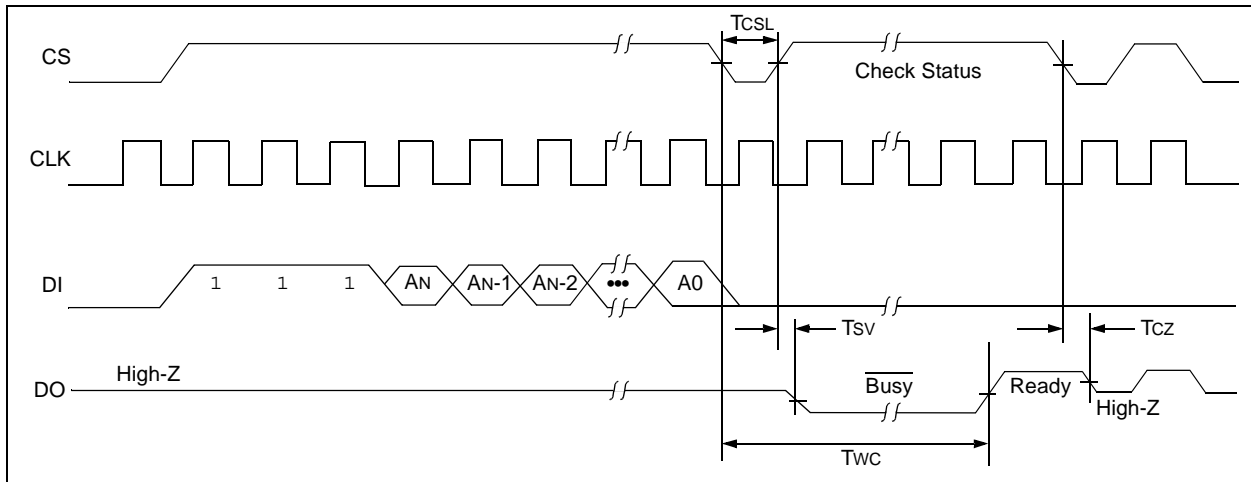 TCSL
CS
Check Status
CLK
DI
1 1 1 AN AN-1 AN-2 ••• A0
TSV
TCZ
High-Z
DO
Busy
Ready
High-Z
TWC